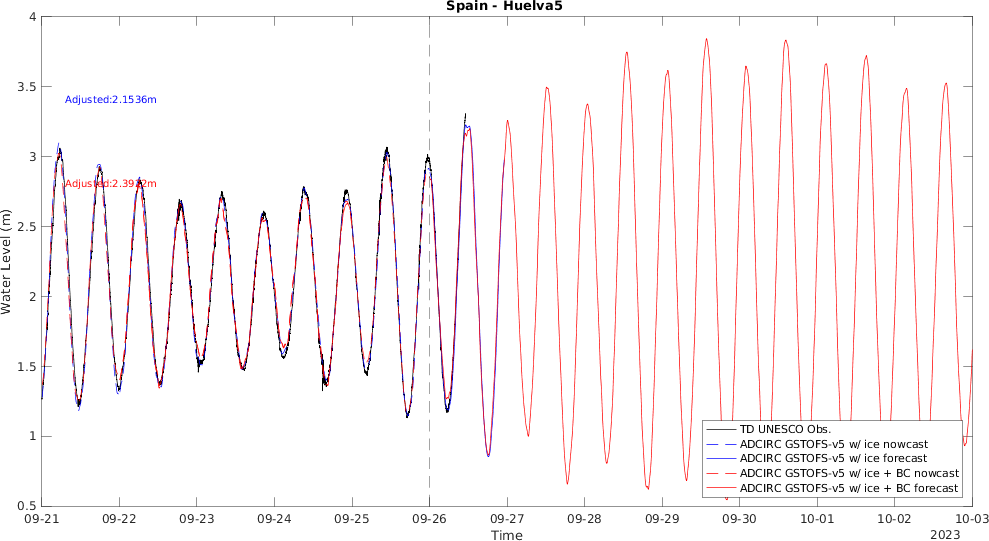 Spain - Huelva5
4
3.5
3
2.5
2
1.5
1
0.5
Water Level (m)
Adjusted:2.1536m
Adjusted:2.3922m
TD UNESCO Obs.
ADCIRC GSTOFS-v5 w/ ice nowcast
ADCIRC GSTOFS-v5 w/ ice forecast
ADCIRC GSTOFS-v5 w/ ice + BC nowcast
ADCIRC GSTOFS-v5 w/ ice + BC forecast
09-21 09-22 09-23 09-24 09-25 09-26 09-27 09-28 09-29 09-30 10-01 10-02 10-03
Time
2023